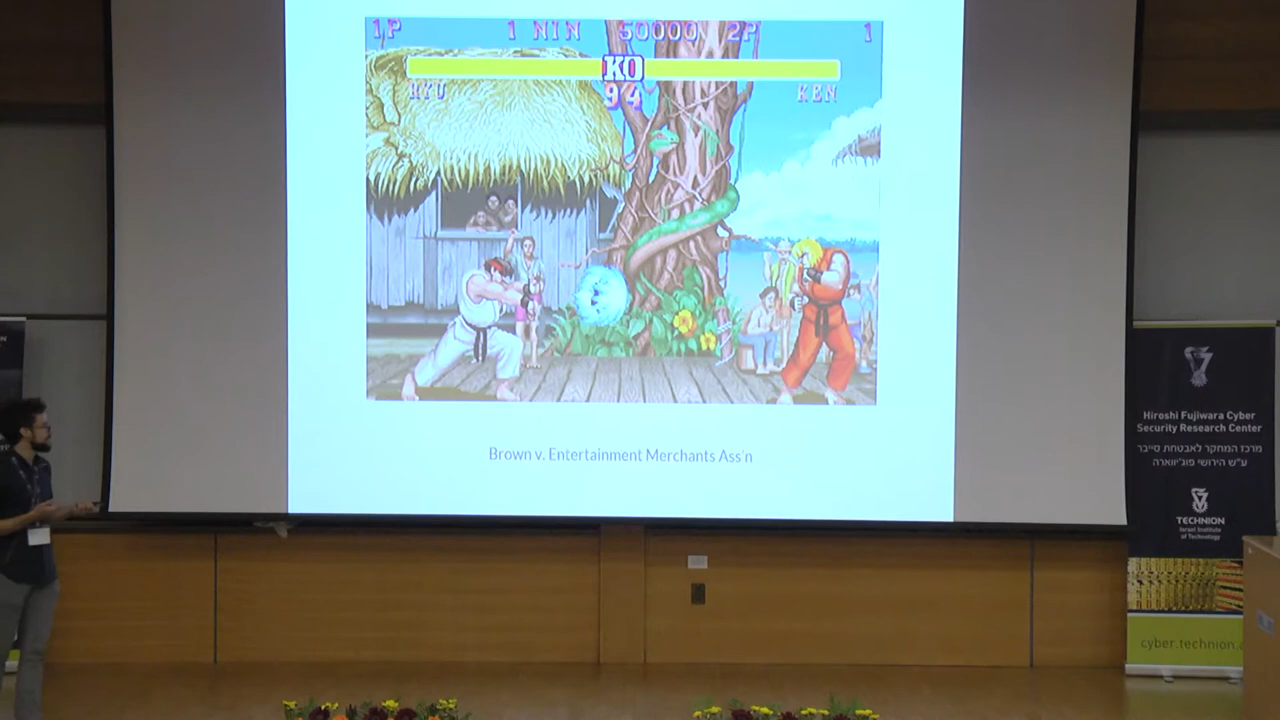 1P 1 NIN 50000 2P 1
KO
RYU 94 KEN
Brown v. Entertainment Merchants Ass'n
Hiroshi Fujiwara Cyber
Security Research Center
מרכז המחקר לאבטחת סייבר
ע״ש הירושי פוג׳יווארה
TECHNION
Israel Institute
of Technology
cyber.technion.a